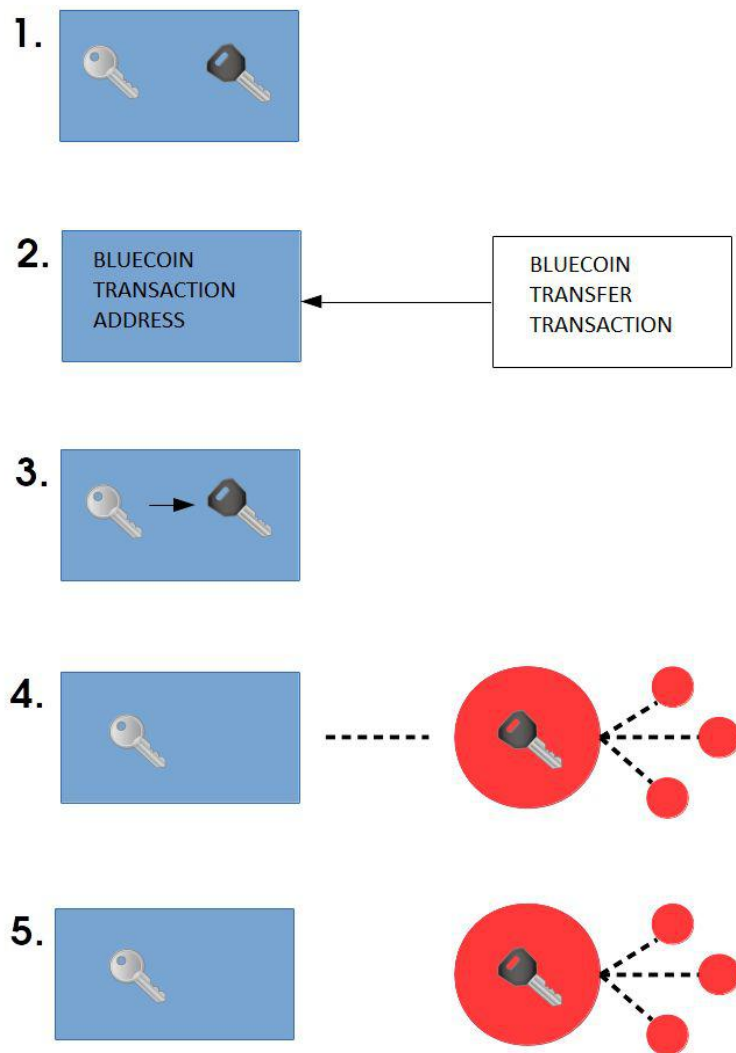 1.
2.
BLUECOIN
TRANSACTION
ADDRESS
BLUECOIN
TRANSFER
TRANSACTION
3.
4.
5.